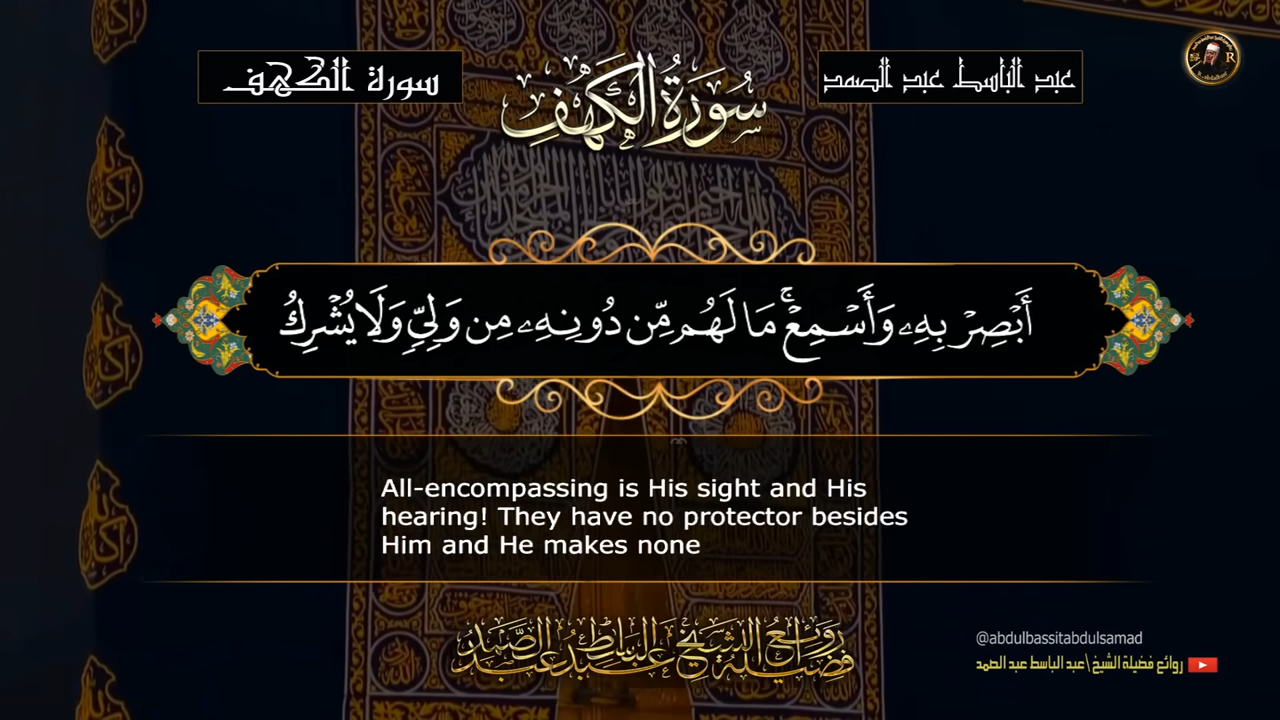 سورة الكهف
سُورَةُ الكَهْفِ
عبد الباسط عبد الصمد
R
أَبْصِرْ بِهِۦ وَأَسْمِعْ ۚ مَا لَهُم مِّن دُونِهِۦ مِن وَلِيٍّ وَلَا يُشْرِكُ
All-encompassing is His sight and His
hearing! They have no protector besides
Him and He makes none
روائع فضيلة الشيخ عبد الباسط عبد الصمد
@abdulbassitabdulsamad
روائع فضيلة الشيخ\عبد الباسط عبد الصمد